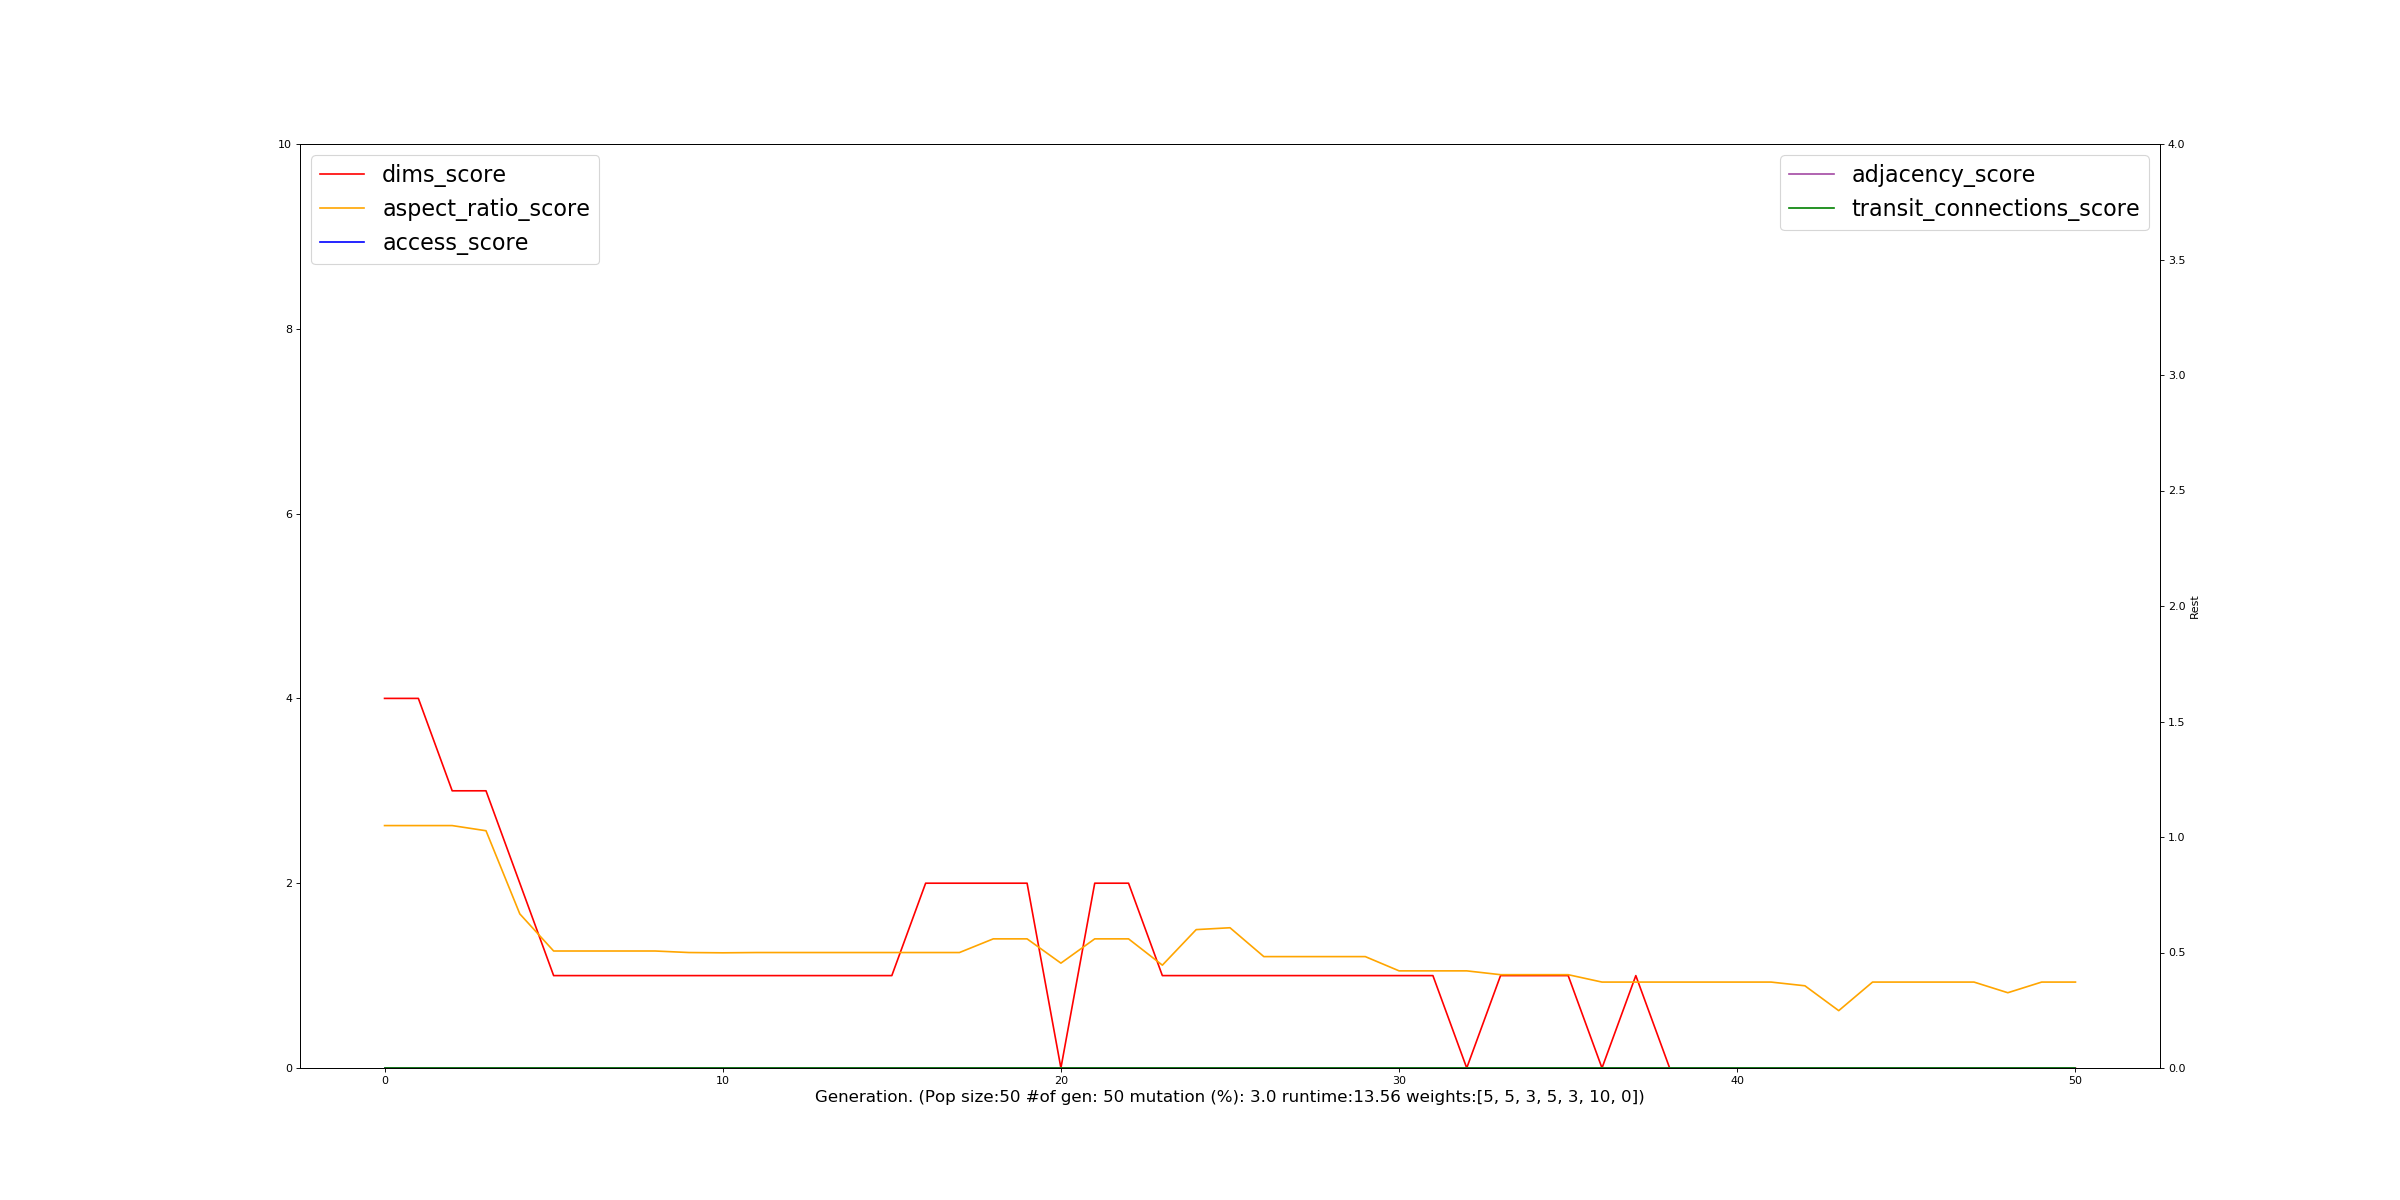 dims_score
aspect_ratio_score
access_score
adjacency_score
transit_connections_score
10
8
6
4
2
0
4.0
3.5
3.0
2.5
2.0
1.5
1.0
0.5
0.0
Rest
0 10 20 30 40 50
Generation. (Pop size:50 #of gen: 50 mutation (%): 3.0 runtime:13.56 weights:[5, 5, 3, 5, 3, 10, 0])